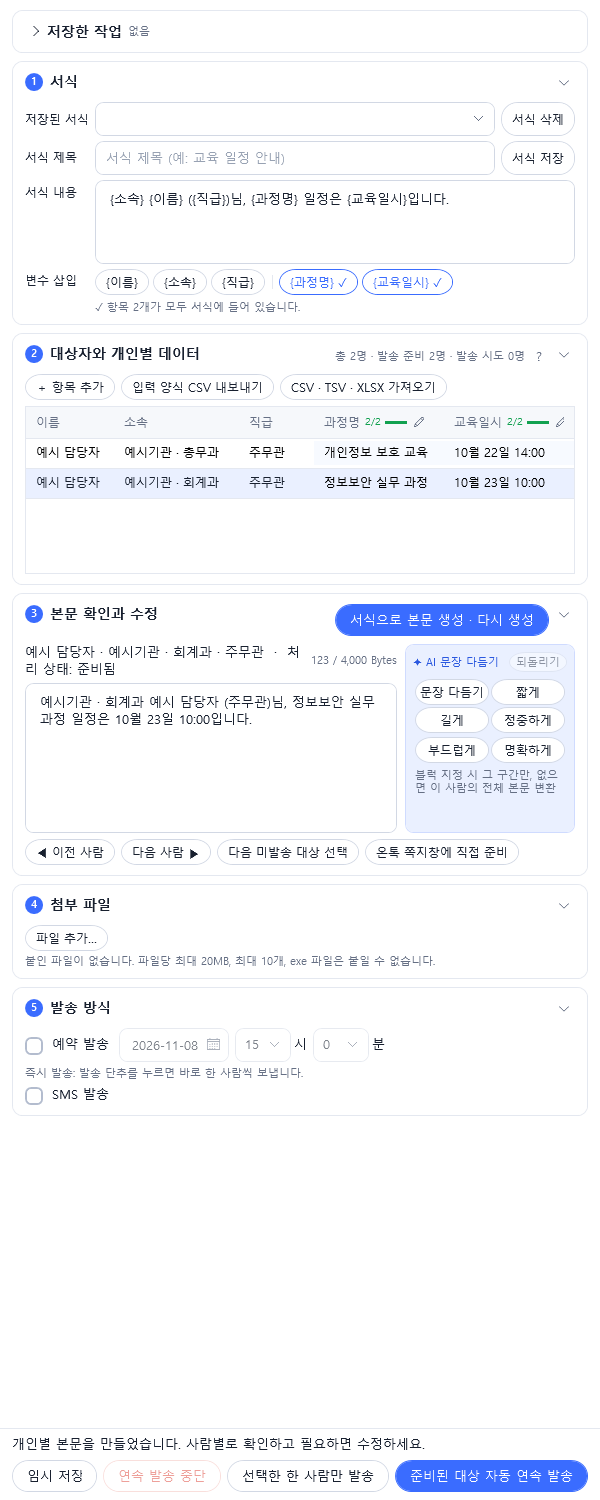 저장한 작업 없음
1 서식
저장된 서식 서식 삭제
서식 제목 서식 제목 (예: 교육 일정 안내) 서식 저장
서식 내용 {소속} {이름} ({직급})님, {과정명} 일정은 {교육일시}입니다.
변수 삽입 {이름} {소속} {직급} {과정명} ✓ {교육일시} ✓
✓ 항목 2개가 모두 서식에 들어 있습니다.
2 대상자와 개인별 데이터 총 2명 · 발송 준비 2명 · 발송 시도 0명 ?
+ 항목 추가 입력 양식 CSV 내보내기 CSV · TSV · XLSX 가져오기
이름 소속 직급 과정명 2/2 교육일시 2/2
예시 담당자 예시기관 · 총무과 주무관 개인정보 보호 교육 10월 22일 14:00
예시 담당자 예시기관 · 회계과 주무관 정보보안 실무 과정 10월 23일 10:00
3 본문 확인과 수정 서식으로 본문 생성 · 다시 생성
예시 담당자 · 예시기관 · 회계과 · 주무관 · 처
리 상태: 준비됨
123 / 4,000 Bytes
예시기관 · 회계과 예시 담당자 (주무관)님, 정보보안 실무
과정 일정은 10월 23일 10:00입니다.
✦ AI 문장 다듬기 되돌리기
문장 다듬기 짧게
길게 정중하게
부드럽게 명확하게
블럭 지정 시 그 구간만, 없으
면 이 사람의 전체 본문 변환
◀ 이전 사람 다음 사람 ▶ 다음 미발송 대상 선택 온톡 쪽지창에 직접 준비
4 첨부 파일
파일 추가...
붙인 파일이 없습니다. 파일당 최대 20MB, 최대 10개, exe 파일은 붙일 수 없습니다.
5 발송 방식
예약 발송 2026-11-08 15 시 0 분
즉시 발송: 발송 단추를 누르면 바로 한 사람씩 보냅니다.
SMS 발송
개인별 본문을 만들었습니다. 사람별로 확인하고 필요하면 수정하세요.
임시 저장 연속 발송 중단 선택한 한 사람만 발송 준비된 대상 자동 연속 발송